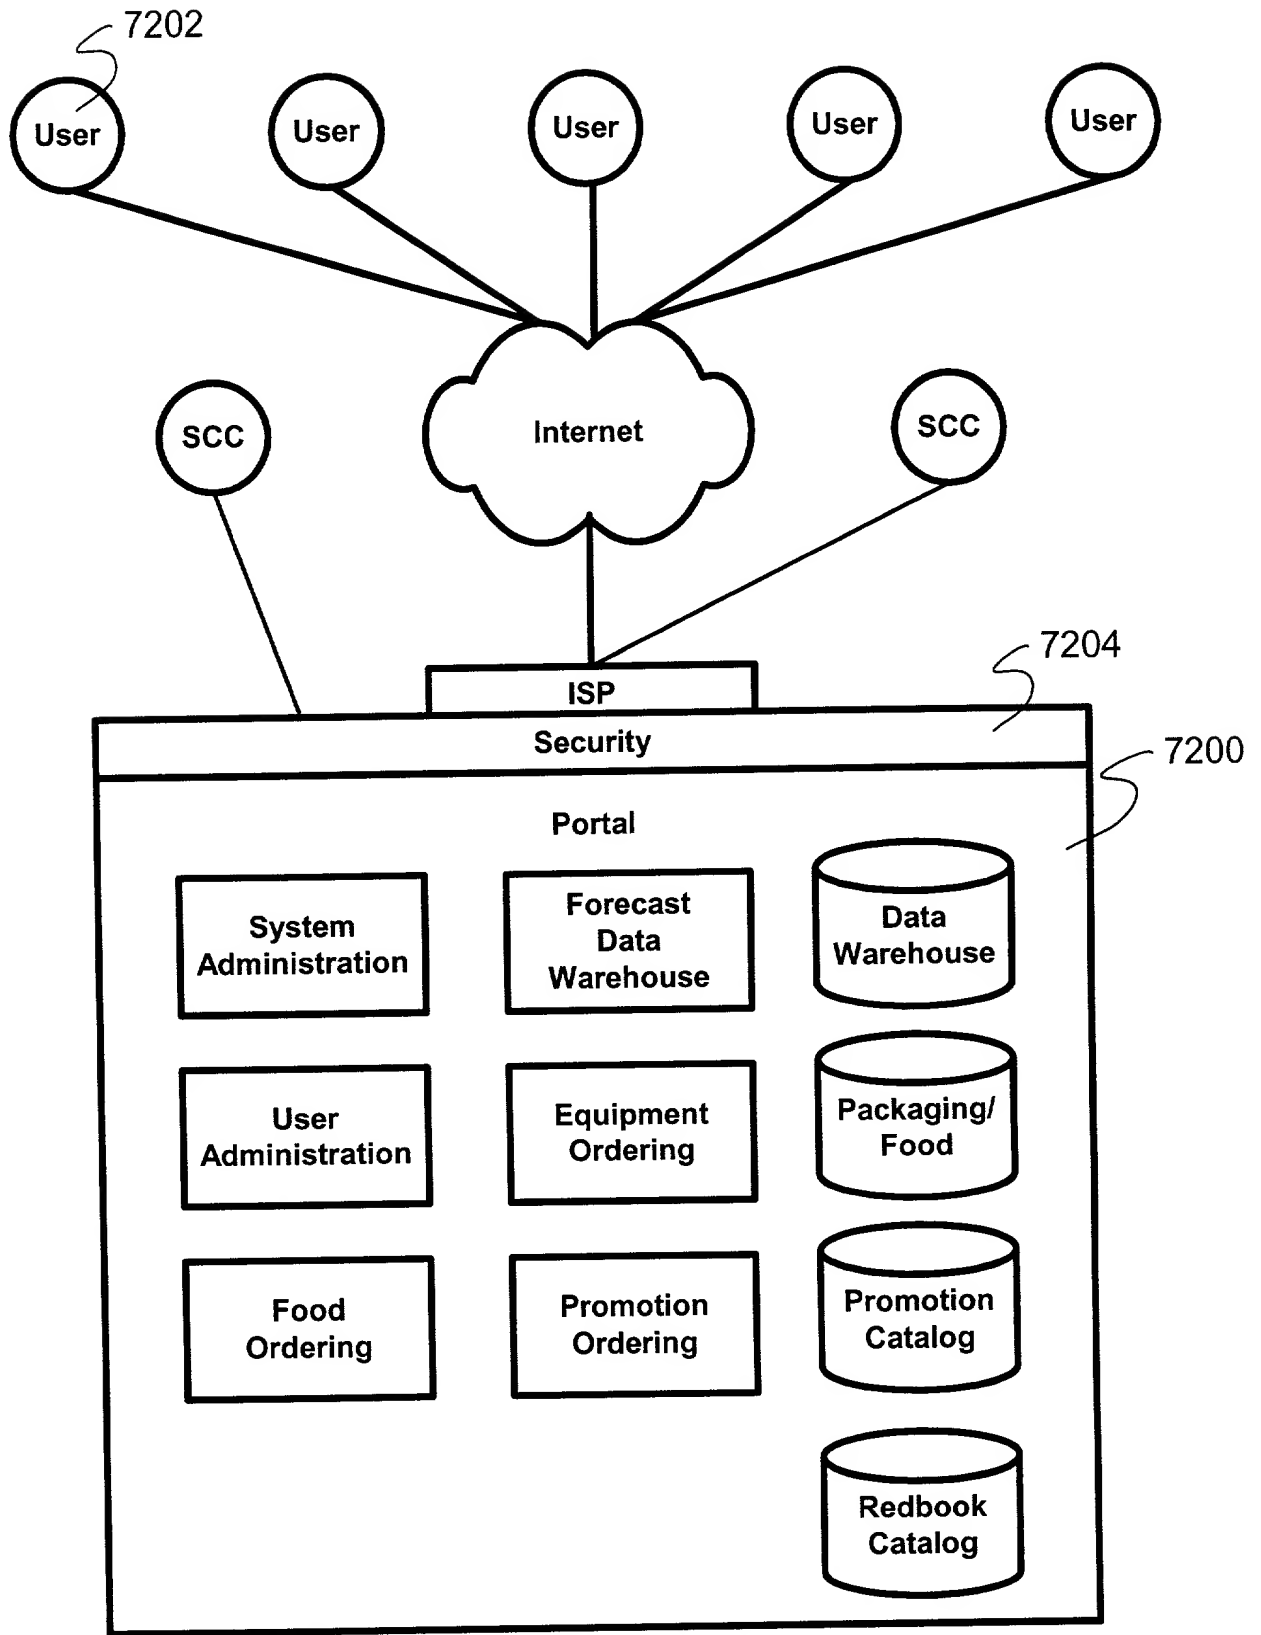 7202
User
User
User
User
User
Internet
SCC
SCC
7204
ISP
Security
7200
Portal
System
Administration
Forecast
Data
Warehouse
Data
Warehouse
User
Administration
Equipment
Ordering
Packaging/
Food
Food
Ordering
Promotion
Ordering
Promotion
Catalog
Redbook
Catalog